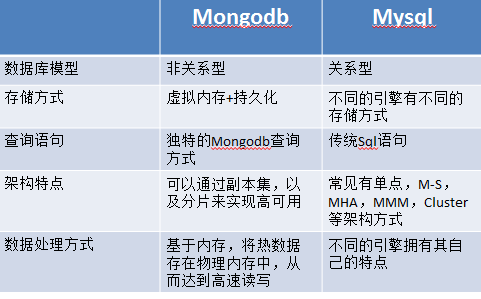 Mongodb Mysql
数据库模型 非关系型 关系型
存储方式 虚拟内存+持久化 不同的引擎有不同的
存储方式
查询语句 独特的Mongodb查询 传统Sql语句
方式
架构特点 可以通过副本集，以 常见有单点，M-S，
及分片来实现高可用 MHA，MMM，Cluster
等架构方式
数据处理方式 基于内存，将热数据 不同的引擎拥有其自
存在物理内存中，从 己的特点
而达到高速读写